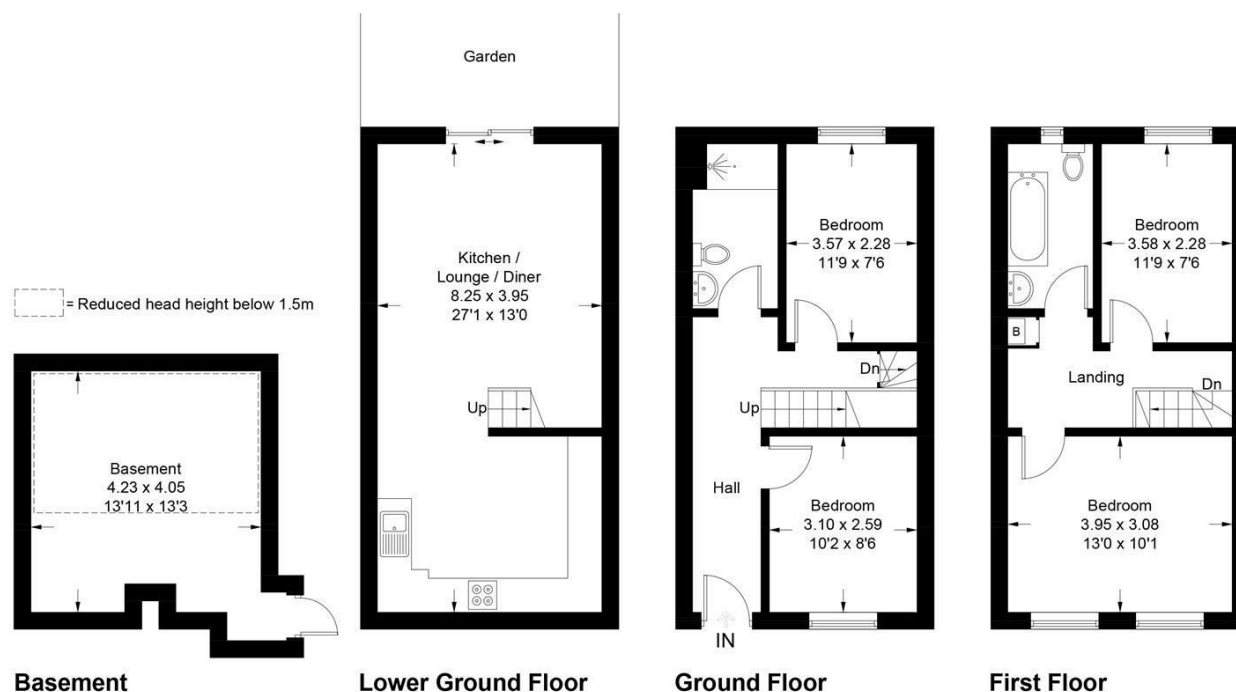 = Reduced head height below 1.5m
Basement
4.23 x 4.05
13'11 x 13'3
Basement
Garden
Kitchen /
Lounge / Diner
8.25 x 3.95
27'1 x 13'0
Up
Lower Ground Floor
Bedroom
3.57 x 2.28
11'9 x 7'6
Dn
Up
Hall
Bedroom
3.10 x 2.59
10'2 x 8'6
IN
Ground Floor
Bedroom
3.58 x 2.28
11'9 x 7'6
B
Landing
Dn
Bedroom
3.95 x 3.08
13'0 x 10'1
First Floor